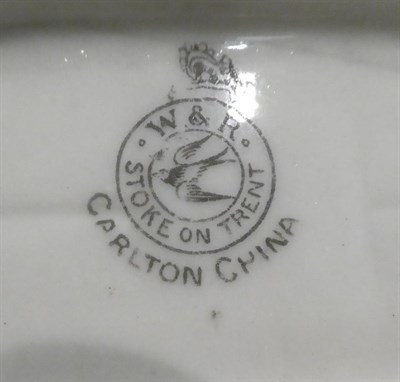 W & R
STOKE ON TRENT
CARLTON CHINA